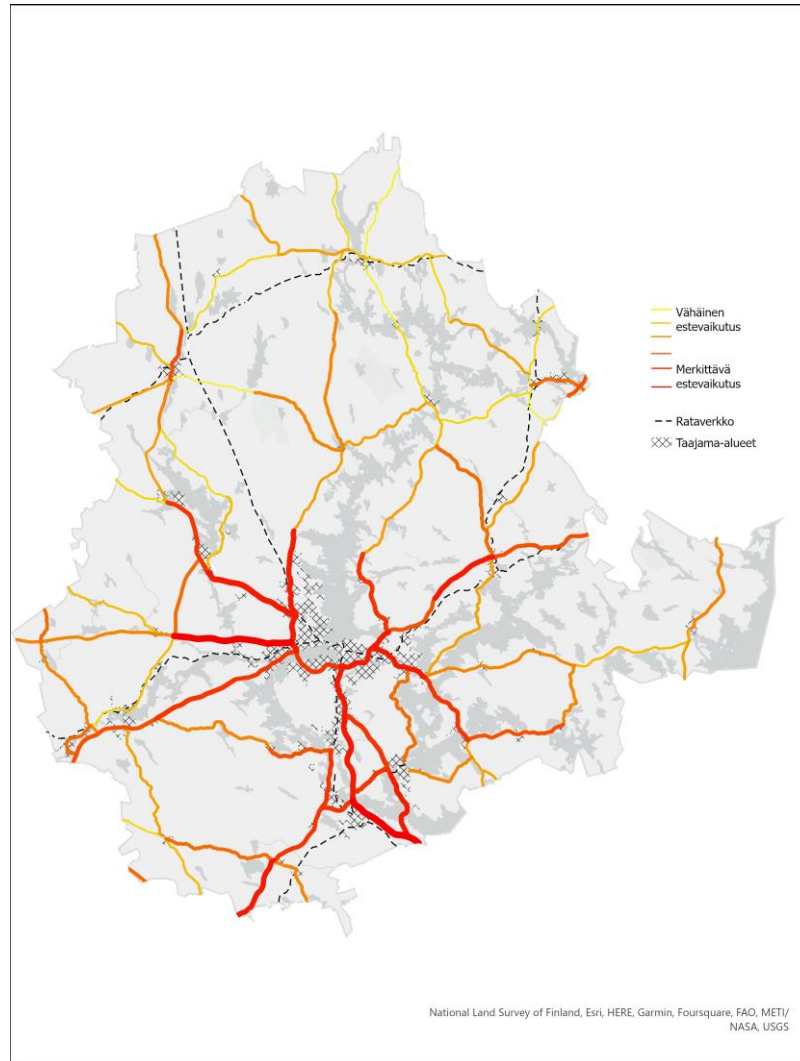 Vähäinen
estevaikutus
Merkittävä
estevaikutus
Rataverkko
Taajama-alueet
National Land Survey of Finland, Esri, HERE, Garmin, Foursquare, FAO, METI/
NASA, USGS